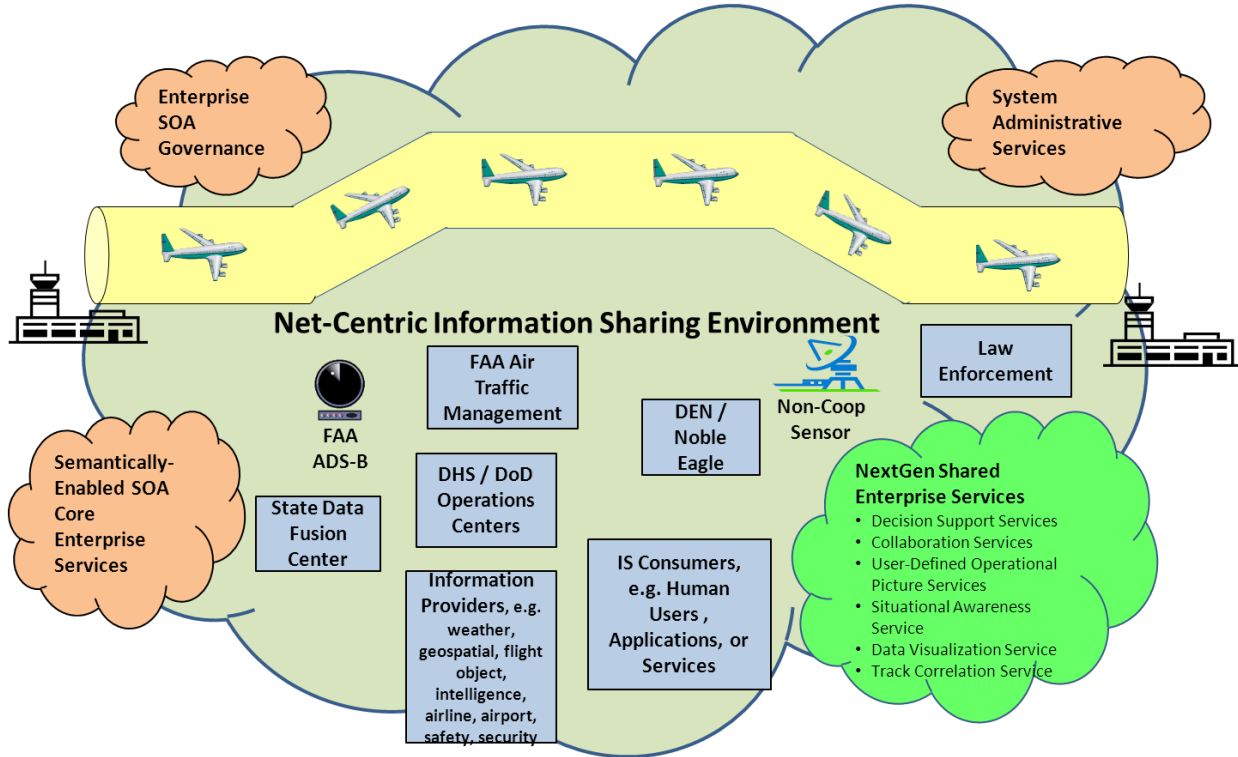 Enterprise
SOA
Governance
System
Administrative
Services
Net-Centric Information Sharing Environment
FAA
ADS-B
FAA Air
Traffic
Management
DEN /
Noble
Eagle
Non-Coop
Sensor
Law
Enforcement
Semantically-
Enabled SOA
Core
Enterprise
Services
State Data
Fusion
Center
DHS / DoD
Operations
Centers
Information
Providers, e.g.
weather,
geospatial, flight
object,
intelligence,
airline, airport,
safety, security
IS Consumers,
e.g. Human
Users ,
Applications, or
Services
NextGen Shared
Enterprise Services
• Decision Support Services
• Collaboration Services
• User-Defined Operational
Picture Services
• Situational Awareness
Service
• Data Visualization Service
• Track Correlation Service